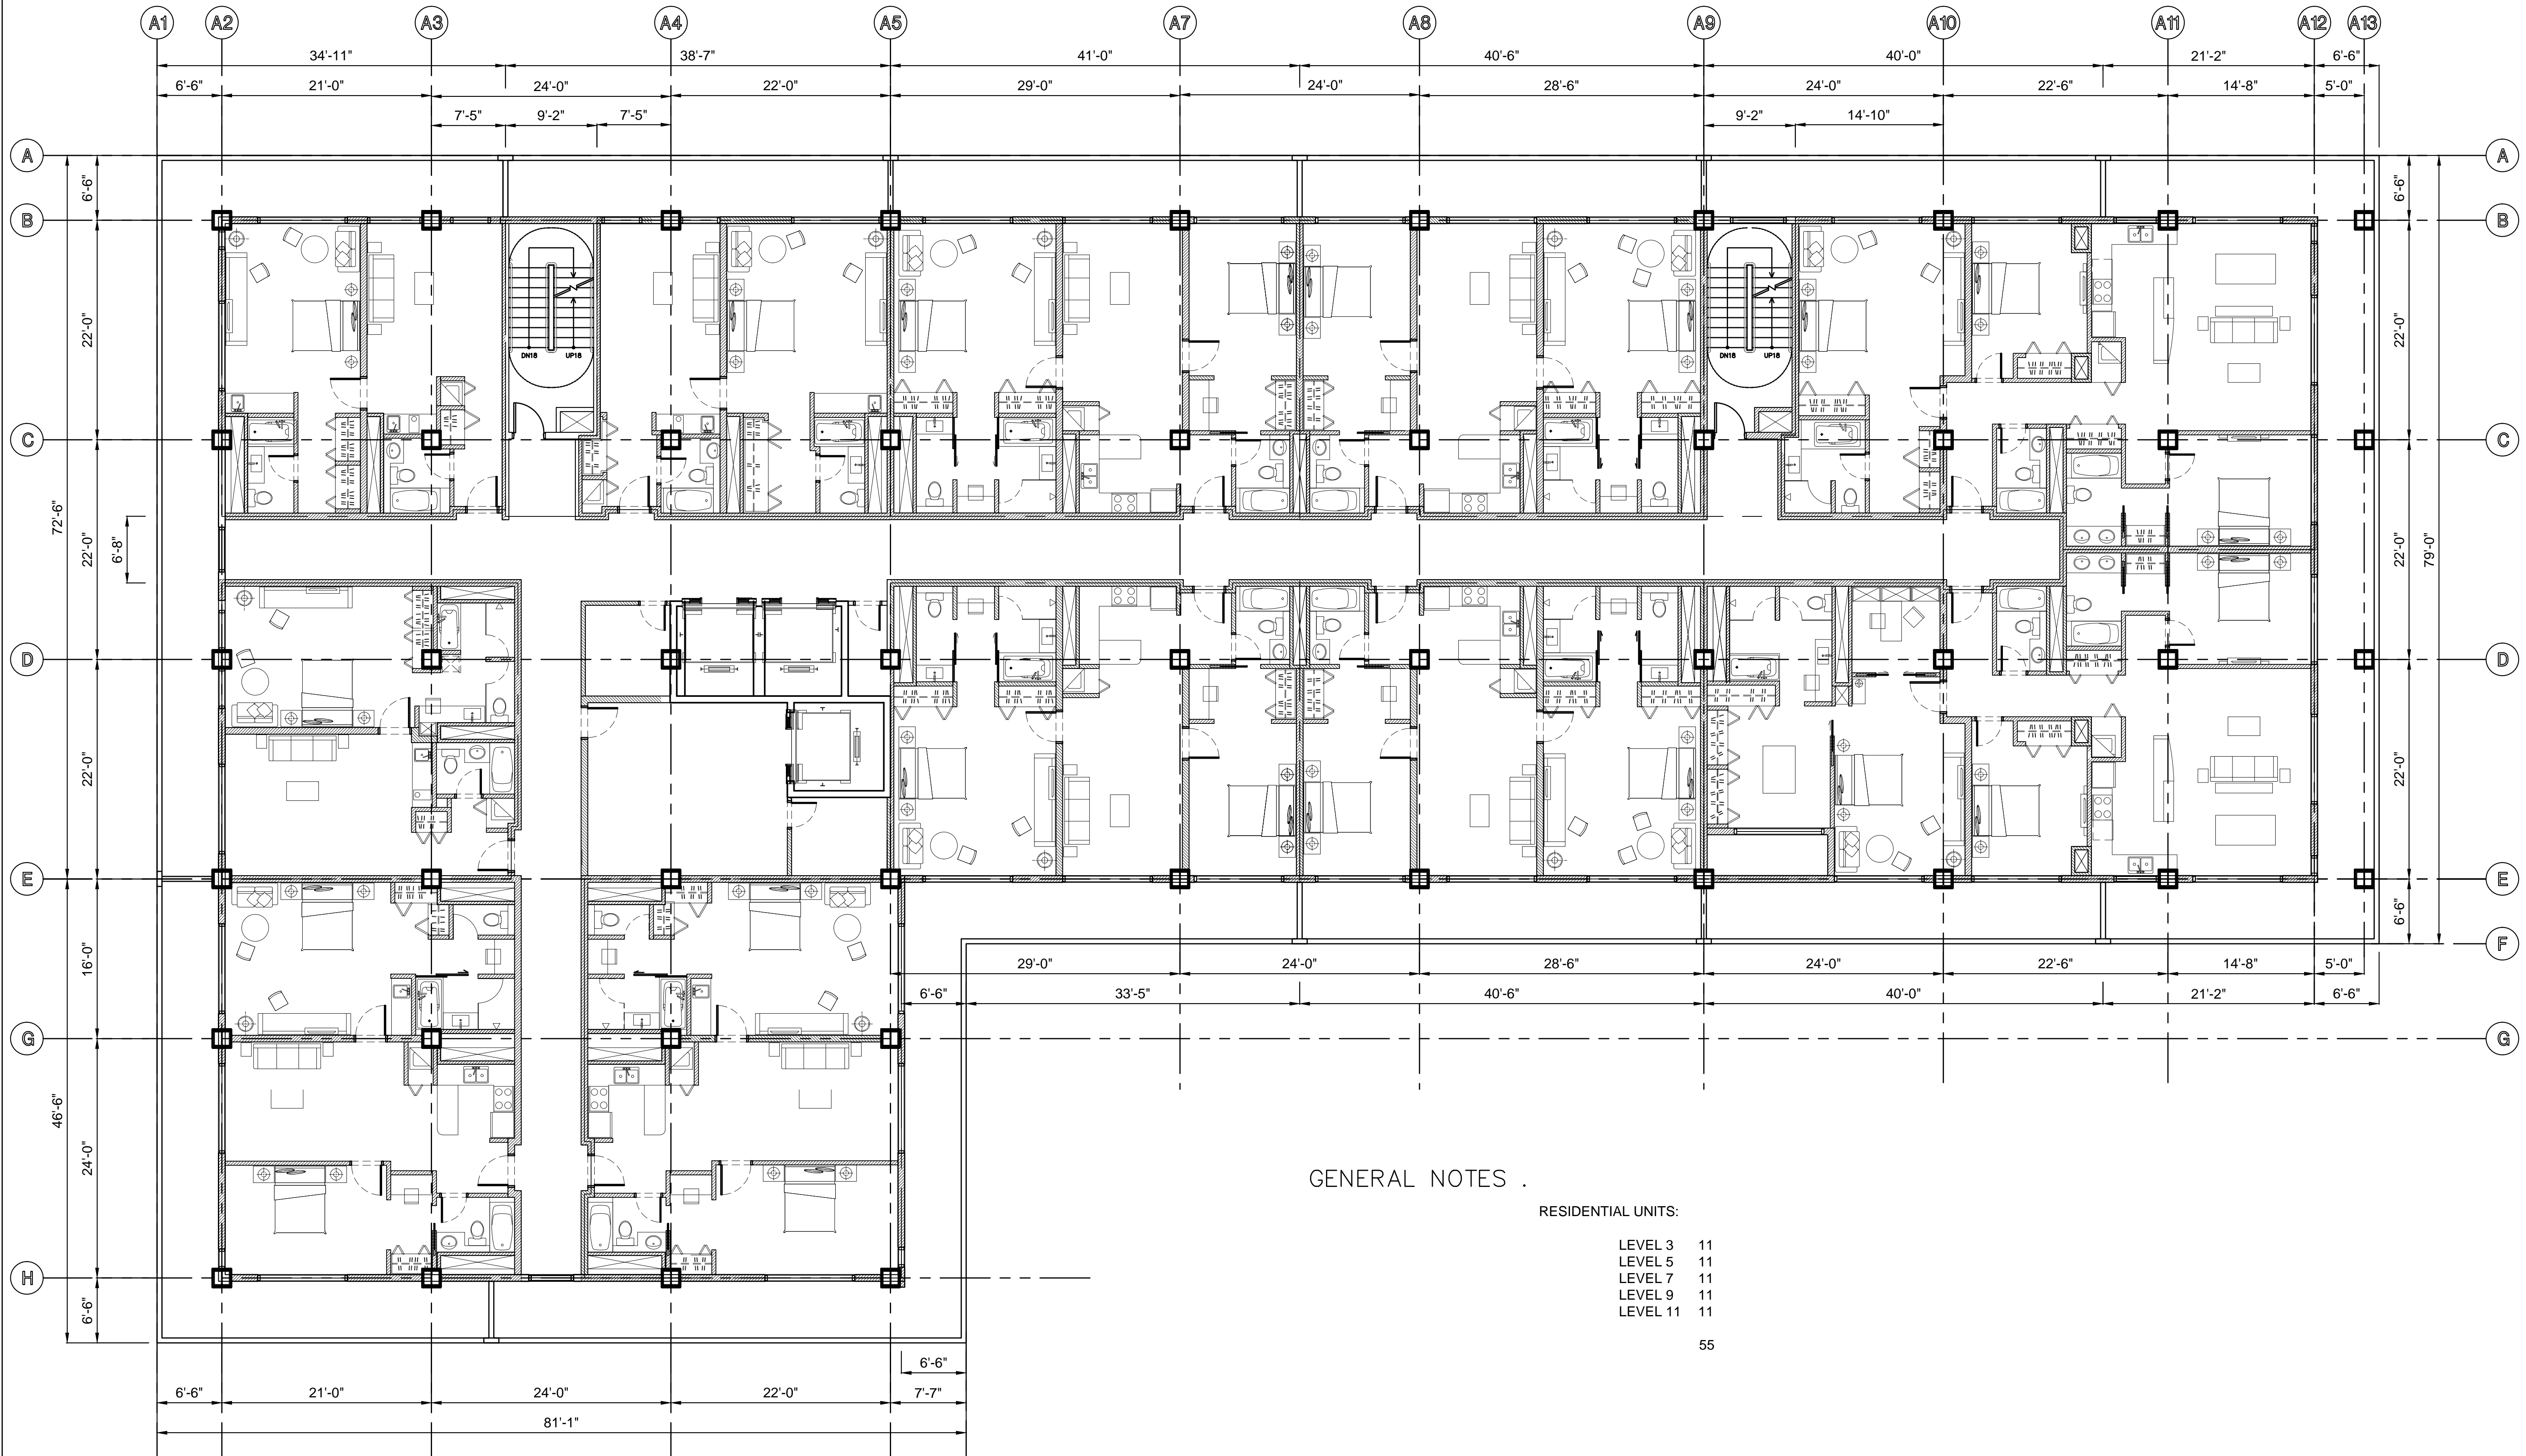 A1 A2 A3 A4 A5 A7 A8 A9 A10 A11 A12 A13
34'-11" 38'-7" 41'-0" 40'-6" 40'-0" 21'-2" 6'-6"
6'-6" 21'-0" 24'-0" 22'-0" 29'-0" 24'-0" 28'-6" 24'-0" 22'-6" 14'-8" 5'-0"
7'-5" 9'-2" 7'-5" 9'-2" 14'-10"
A A
6'-6" 6'-6"
B B
22'-0" 22'-0"
DN18 UP18 DN18 UP18
C C
72'-6" 22'-0" 6'-8" 22'-0" 79'-0"
D D
22'-0" 22'-0"
E E
6'-6"
F
16'-0"
29'-0" 24'-0" 28'-6" 24'-0" 22'-6" 14'-8" 5'-0"
6'-6" 33'-5" 40'-6" 40'-0" 21'-2" 6'-6"
G G
46'-6"
24'-0"
GENERAL NOTES .
RESIDENTIAL UNITS:
LEVEL 3 11
LEVEL 5 11
LEVEL 7 11
LEVEL 9 11
LEVEL 11 11
55
H
6'-6"
6'-6"
6'-6" 21'-0" 24'-0" 22'-0" 7'-7"
81'-1"